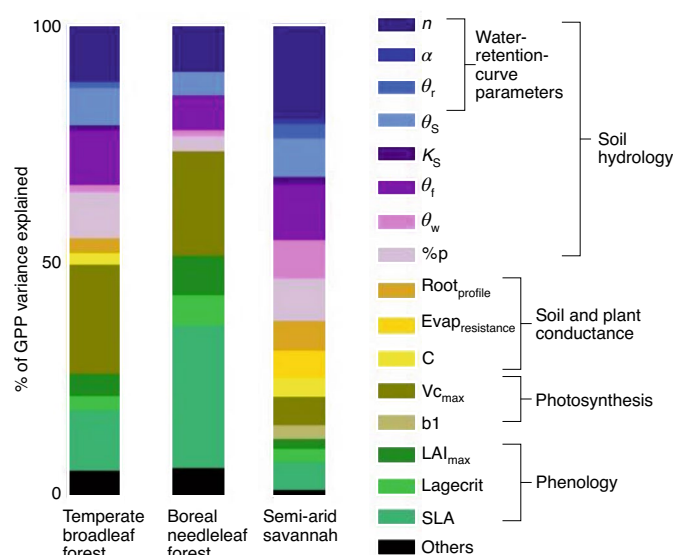 % of GPP variance explained
100
50
0
Temperate
broadleaf
forest
Boreal
needleleaf
forest
Semi-arid
savannah
n
α
θr
θS
KS
θf
θw
%p
Rootprofile
Evapresistance
C
Vcmax
b1
LAImax
Lagecrit
SLA
Others
Water-
retention-
curve
parameters
Soil
hydrology
Soil and plant
conductance
Photosynthesis
Phenology